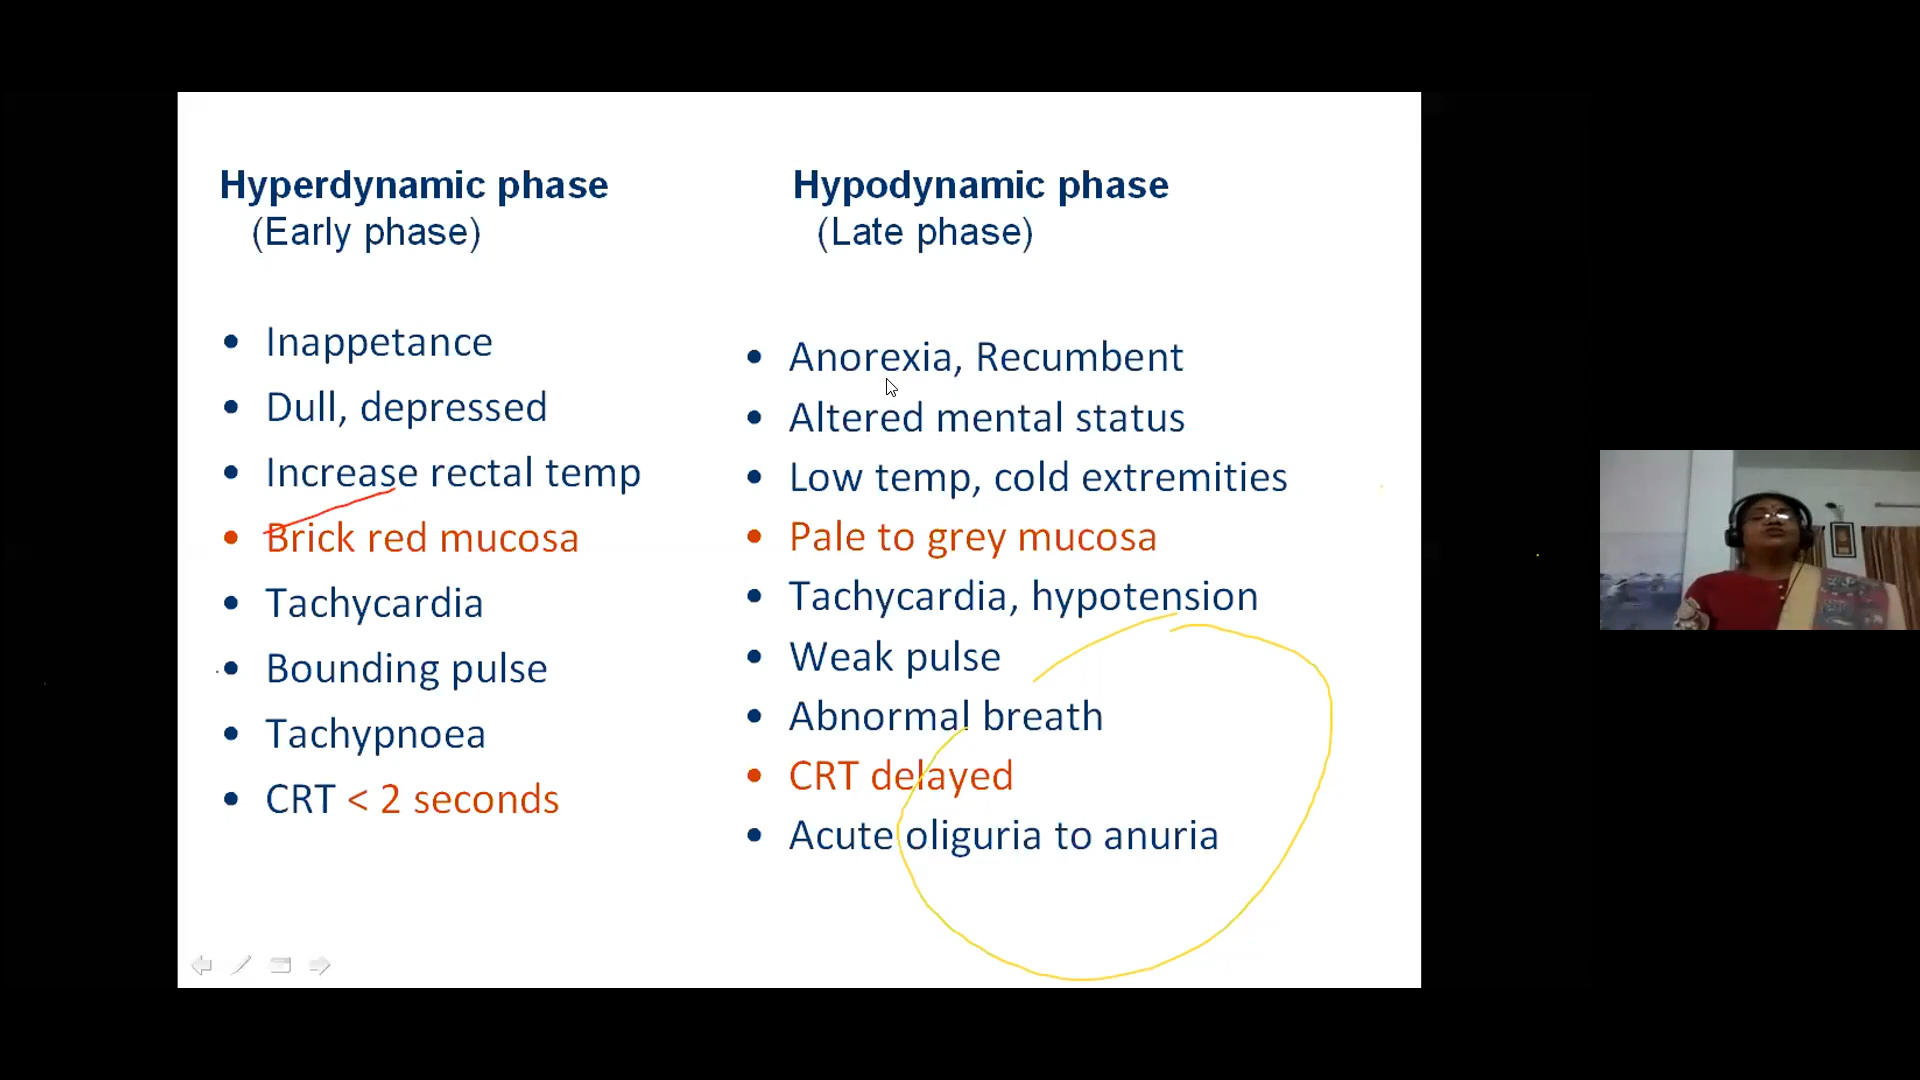 Hyperdynamic phase
(Early phase)
• Inappetance
• Dull, depressed
• Increase rectal temp
• Brick red mucosa
• Tachycardia
• Bounding pulse
• Tachypnoea
• CRT < 2 seconds
Hypodynamic phase
(Late phase)
• Anorexia, Recumbent
• Altered mental status
• Low temp, cold extremities
• Pale to grey mucosa
• Tachycardia, hypotension
• Weak pulse
• Abnormal breath
• CRT delayed
• Acute oliguria to anuria